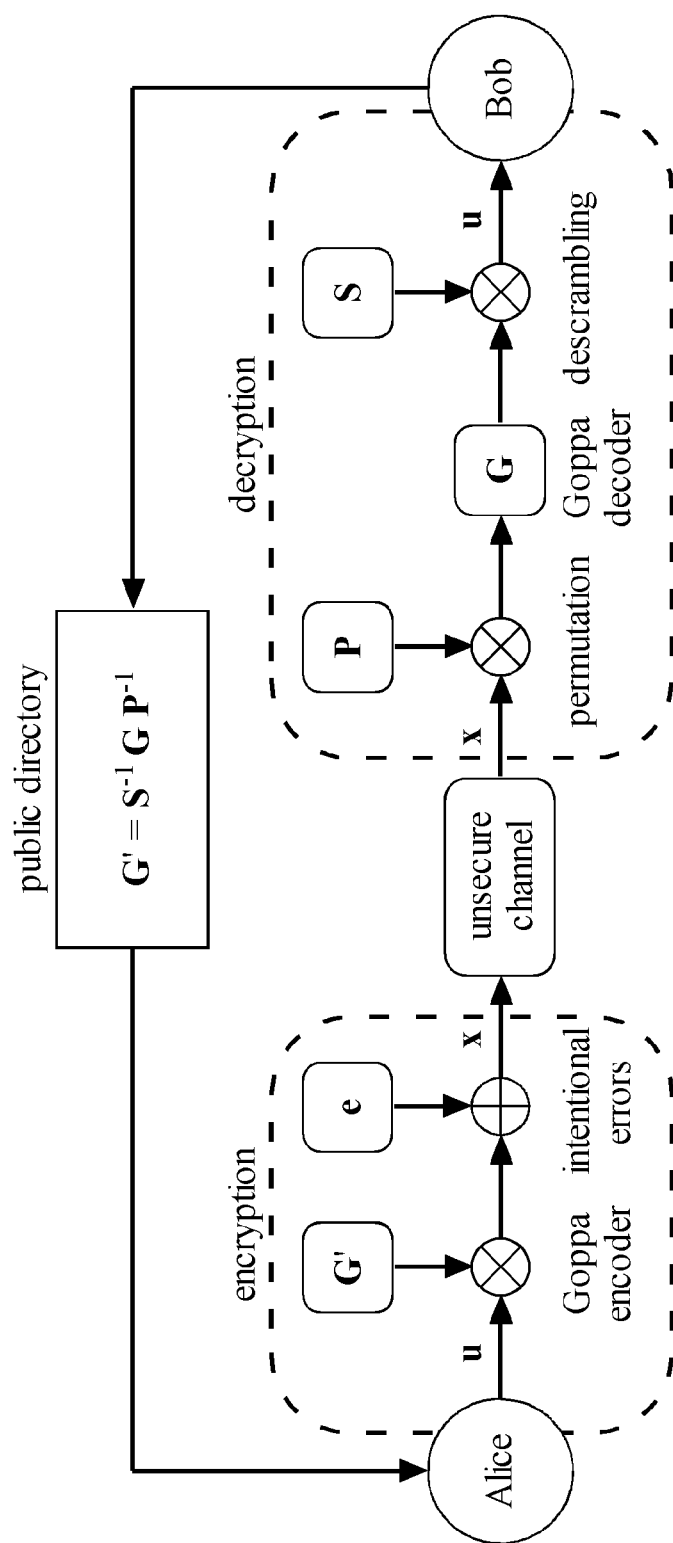 public directory
G' = S⁻¹ G P⁻¹
encryption
decryption
G'
e
P
S
Alice
u
x
unsecure
channel
x
G
u
Bob
Goppa
encoder
intentional
errors
permutation
Goppa
decoder
descrambling